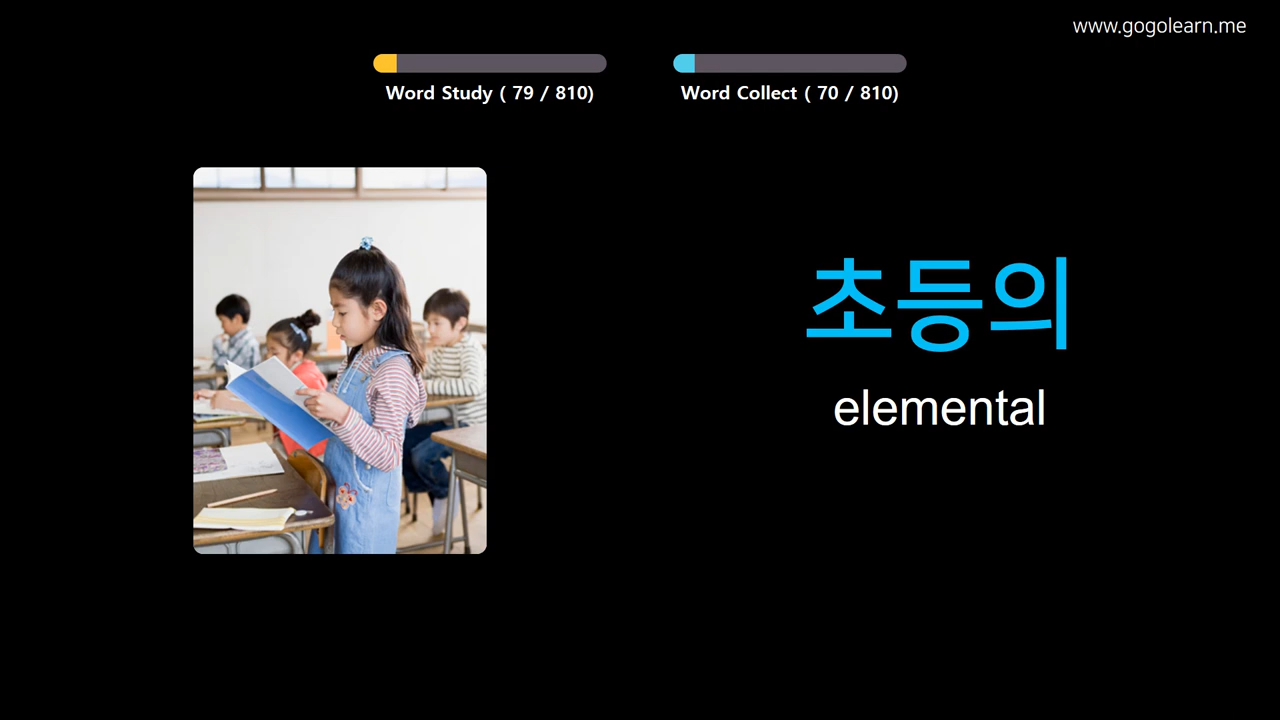 www.gogolearn.me
Word Study ( 79 / 810)
Word Collect ( 70 / 810)
초등의
elemental